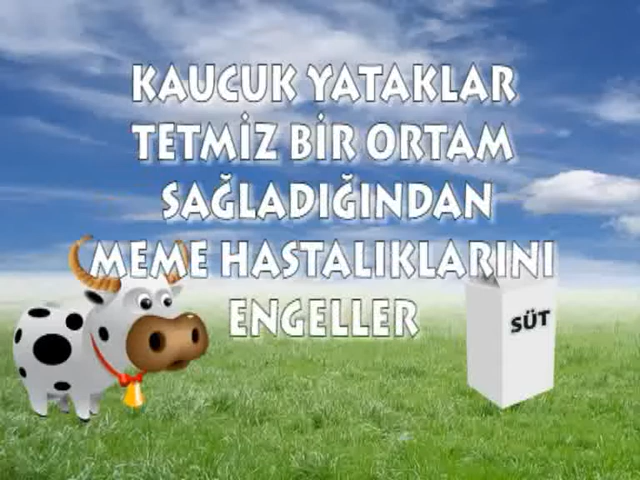 KAUCUK YATAKLAR
TETMİZ BİR ORTAM
SAĞLADIĞINDAN
MEME HASTALIKLARINI
ENGELLER
SÜT